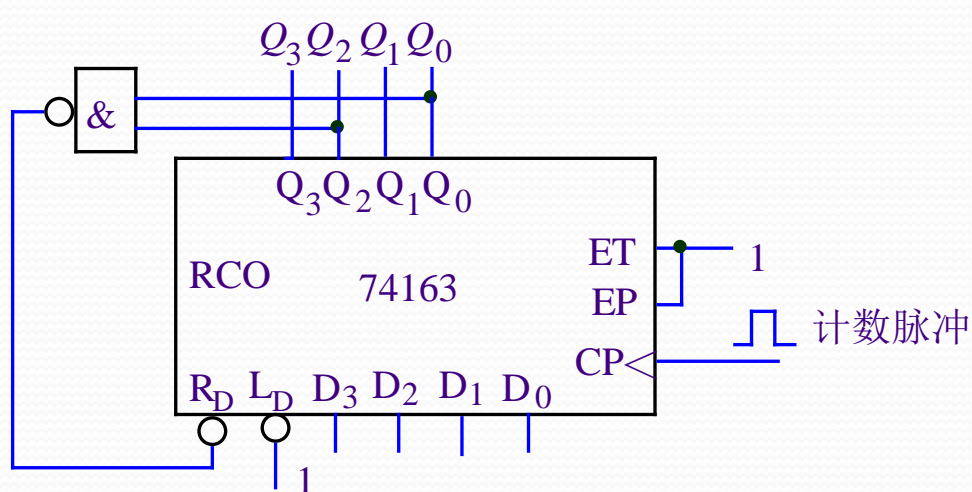 Q3 Q2 Q1 Q0
&
Q3 Q2 Q1 Q0
ET 1
RCO 74163
EP
计数脉冲
CP
RD LD D3 D2 D1 D0
1